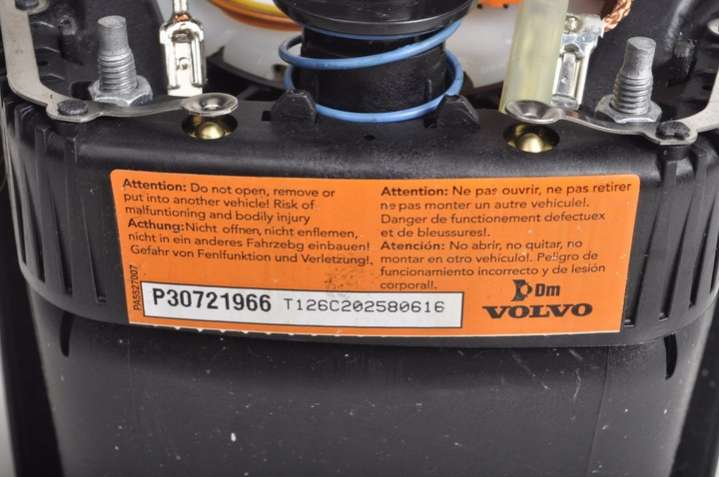 Attention: Do not open, remove or
put into another vehicle! Risk of
malfuntioning and bodily injury
Acthung: Nicht offnen, nicht enflemen,
nicht in ein anderes Fahrzebg einbauen!
Gefahr von Fenlfunktion und Verletzung!.
Attention: Ne pas ouvrir, ne pas retirer
ne pas monter un autre vehicule!.
Danger de functionement defectuex
et de bleussures!.
Atención: No abrir, no quitar, no
montar en otro vehículo!. Peligro de
funcionamiento incorrecto y de lesión
corporal!.
PA5527007
P30721966 T126C202580616
Dm
VOLVO